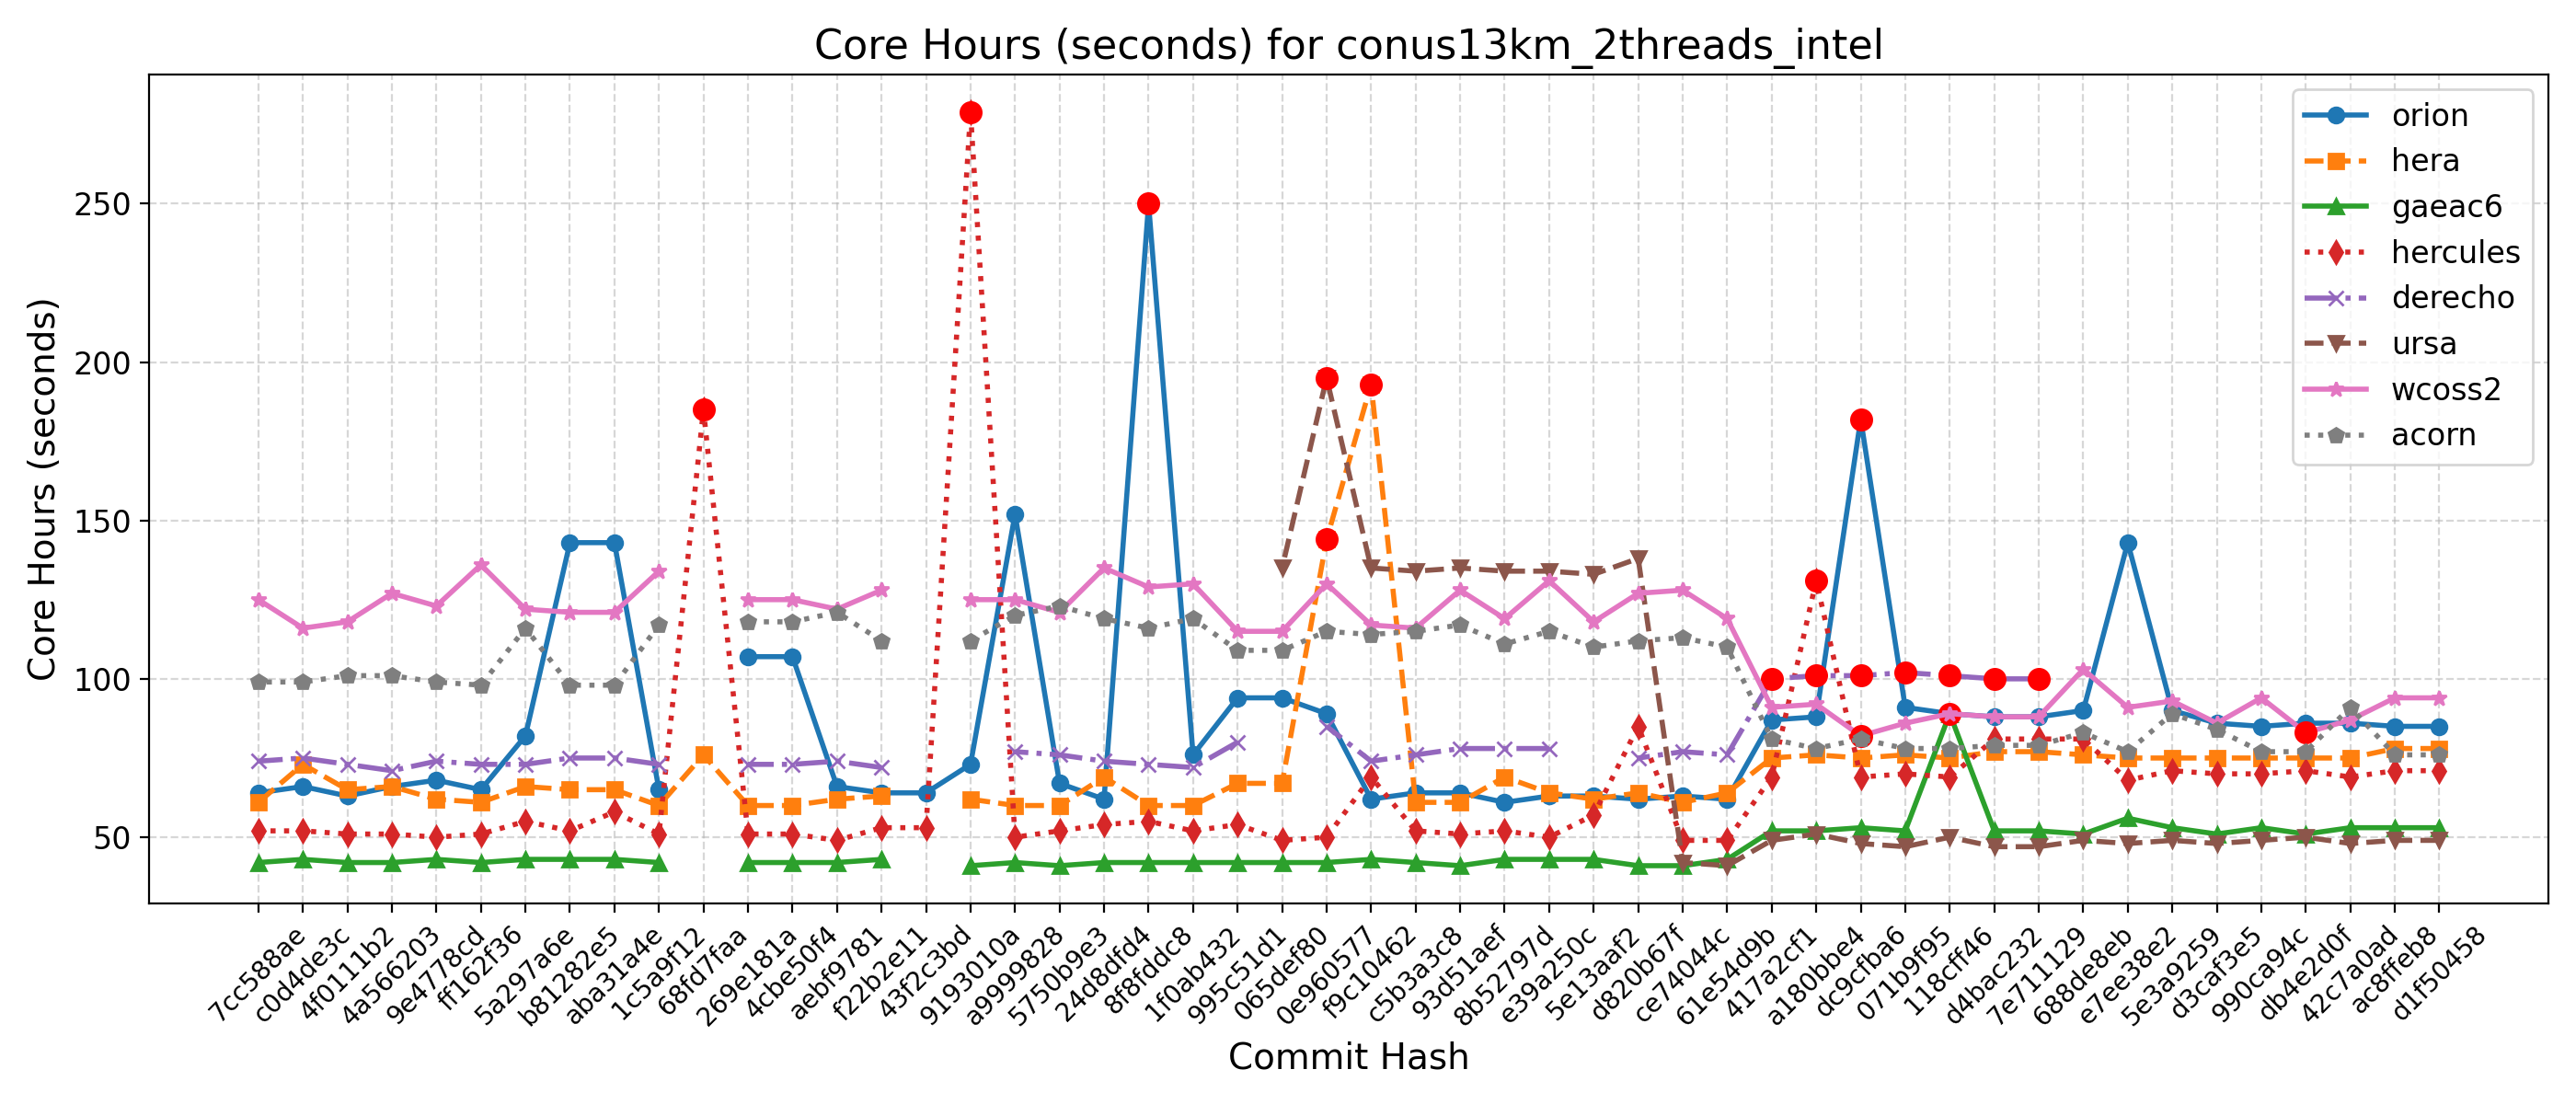 Core Hours (seconds) for conus13km_2threads_intel
Core Hours (seconds)
250
200
150
100
50
orion
hera
gaeac6
hercules
derecho
ursa
wcoss2
acorn
7cc588ae
c0d4de3c
4f0111b2
4a566203
9e4778cd
ff162f36
5a297a6e
b81282e5
aba31a4e
1c5a9f12
68fd7faa
269e181a
4cbe50f4
aebf9781
f22b2e11
43f2c3bd
9193010a
a9999828
5750b9e3
24d8dfd4
8f8fddc8
1f0ab432
995c51d1
065def80
0e960577
f9c10462
c5b3a3c8
93d51aef
8b52797d
e39a250c
5e13aaf2
d820b67f
ce74044c
61e54d9b
417a2cf1
a180bbe4
dc9cfba6
071b9f95
118cff46
d4bac232
7e711129
688de8eb
e7ee38e2
5e3a9259
d3caf3e5
990ca94c
db4e2d0f
42c7a0ad
ac8ffeb8
d1f50458
Commit Hash